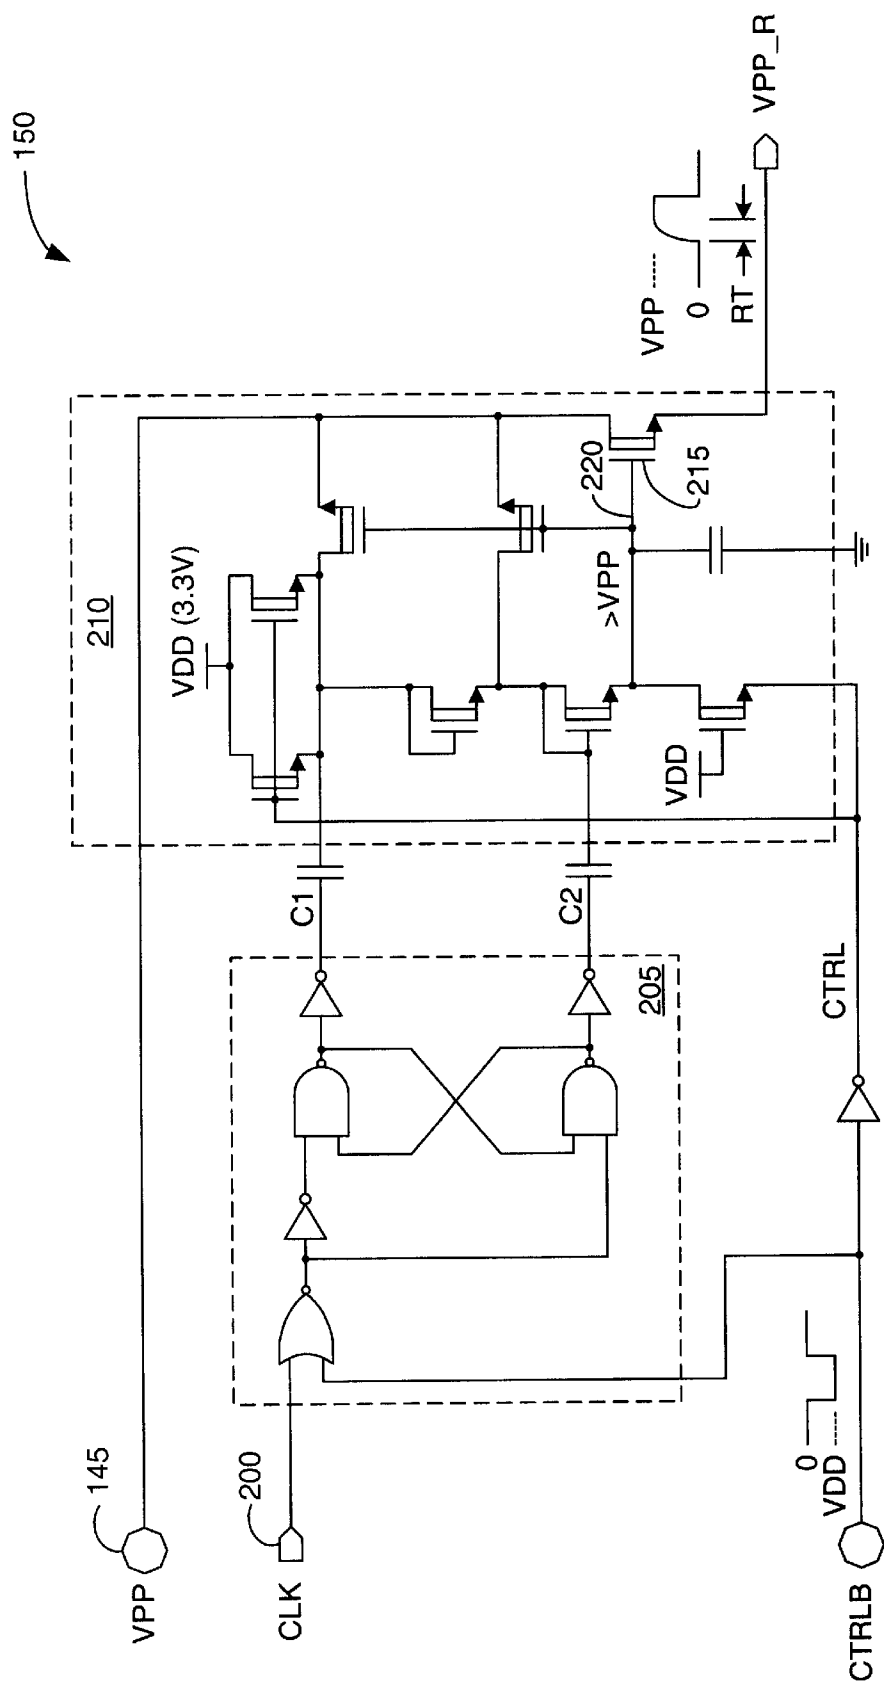 150
VPP
145
210
VDD (3.3V)
VPP
0
RT
VPP_R
220
215
>VPP
VDD
C1
C2
205
CLK
200
CTRL
0
VDD
CTRLB